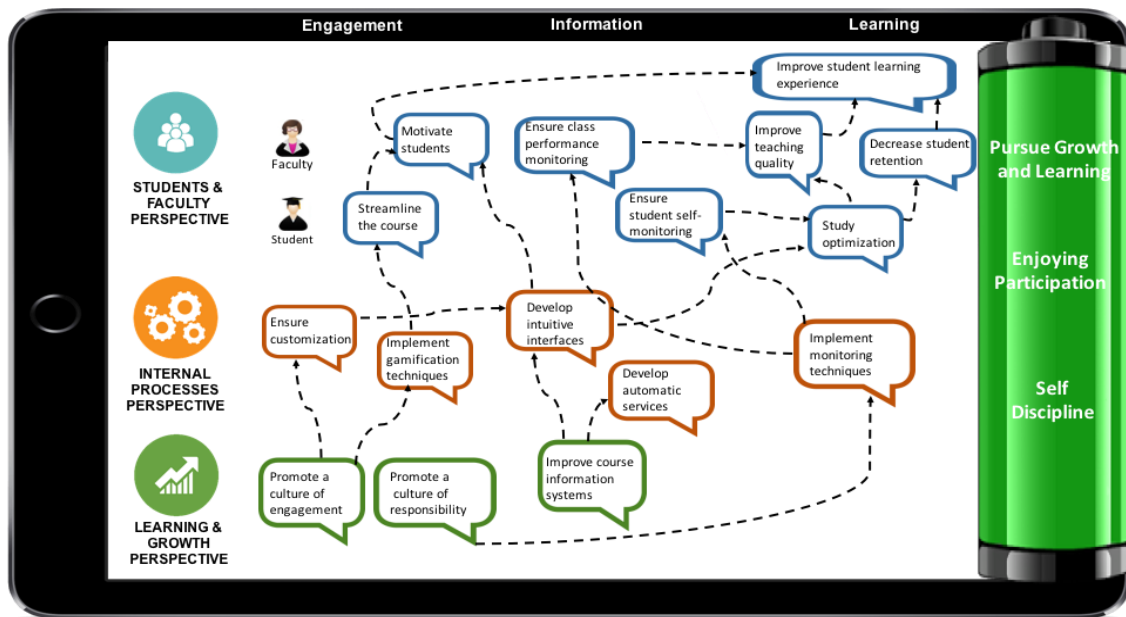 Engagement
Information
Learning
STUDENTS &
FACULTY
PERSPECTIVE
Faculty
Student
Motivate
students
Streamline
the course
Ensure class
performance
monitoring
Ensure
student self-
monitoring
Improve student learning
experience
Improve
teaching
quality
Decrease student
retention
Study
optimization
INTERNAL
PROCESSES
PERSPECTIVE
Ensure
customization
Implement
gamification
techniques
Develop
intuitive
interfaces
Develop
automatic
services
Implement
monitoring
techniques
LEARNING &
GROWTH
PERSPECTIVE
Promote a
culture of
engagement
Promote a
culture of
responsibility
Improve course
information
systems
Pursue Growth
and Learning
Enjoying
Participation
Self
Discipline